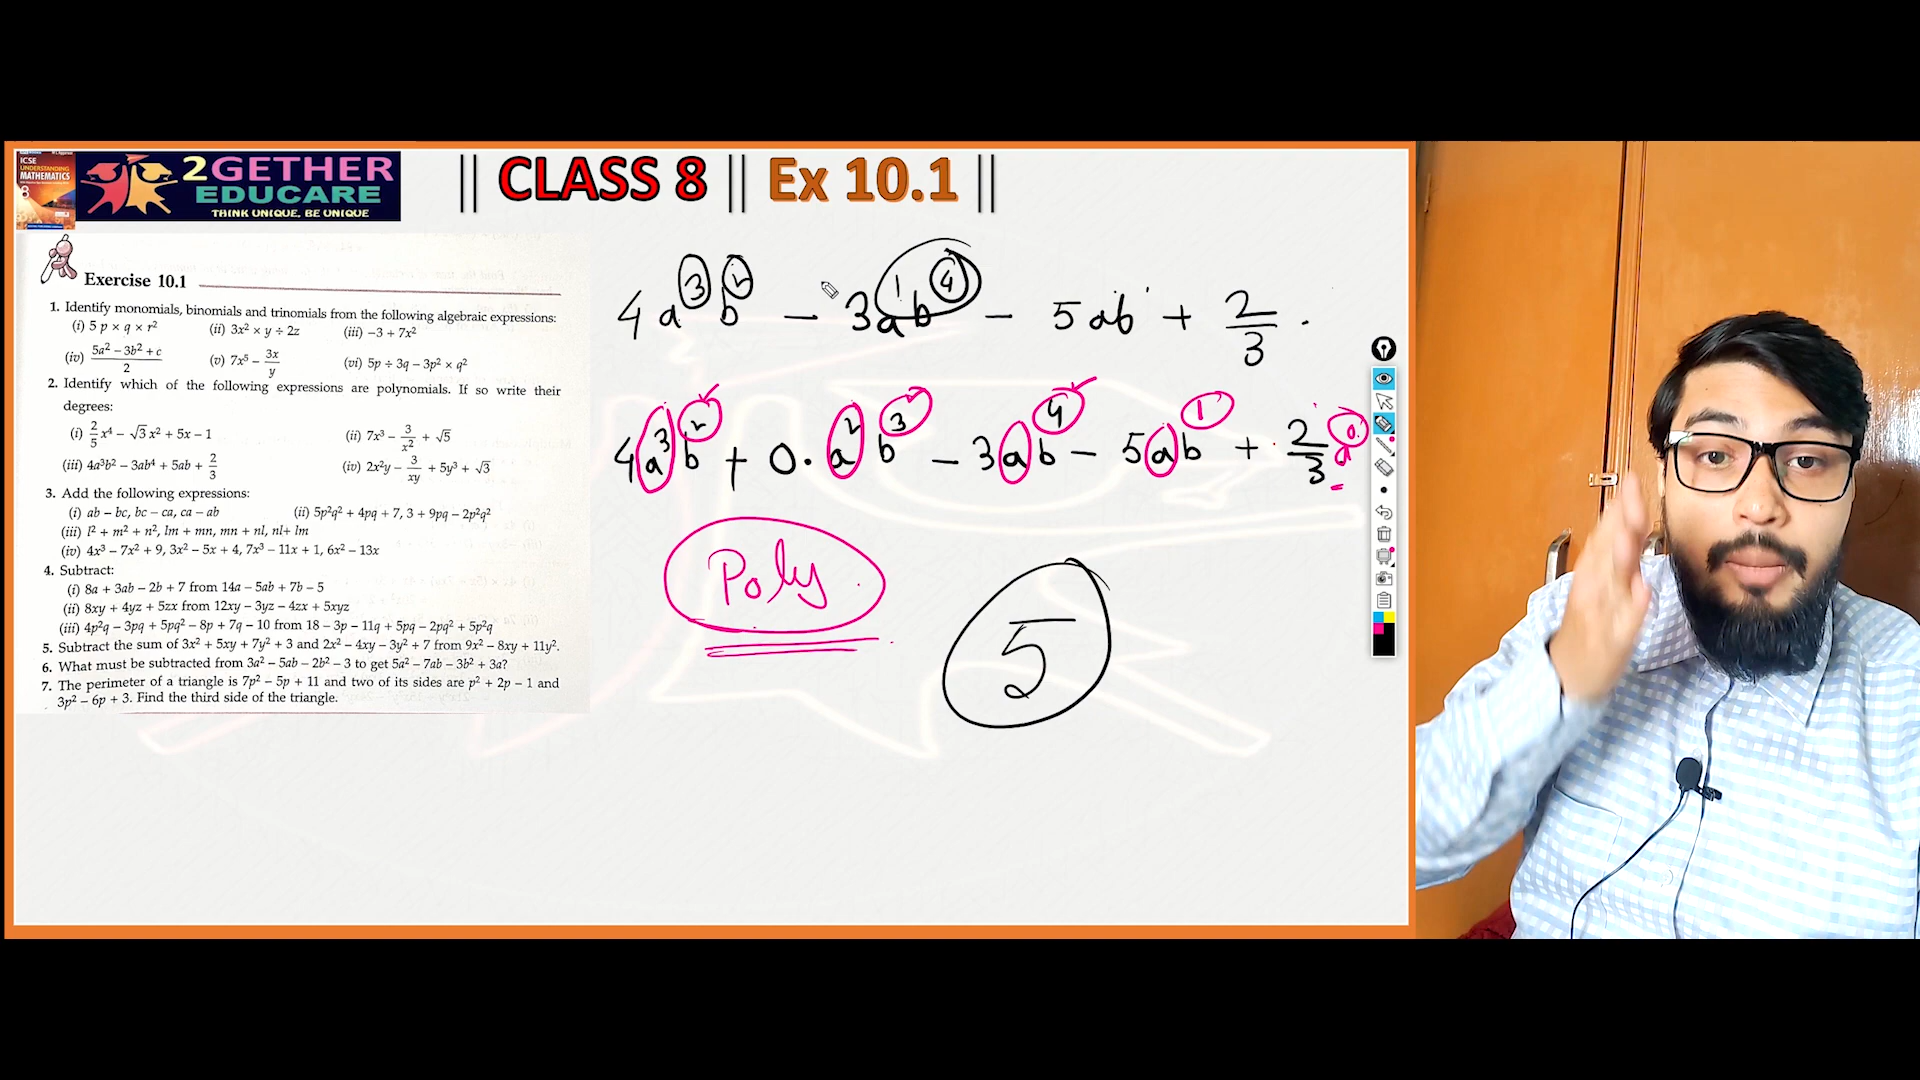 ICSE
UNDERSTANDING
MATHEMATICS
8
2GETHER
EDUCARE
THINK UNIQUE, BE UNIQUE
|| CLASS 8 || Ex 10.1 ||
Exercise 10.1
1. Identify monomials, binomials and trinomials from the following algebraic expressions:
(i) 5 p × q × r² (ii) 3x² × y ÷ 2z (iii) −3 + 7x²
(iv) (5a² − 3b² + c)/2 (v) 7x⁵ − 3x/y (vi) 5p ÷ 3q − 3p² × q²
2. Identify which of the following expressions are polynomials. If so write their
degrees:
(i) 2/5 x⁴ − √3 x² + 5x − 1 (ii) 7x³ − 3/x² + √5
(iii) 4a³b² − 3ab⁴ + 5ab + 2/3 (iv) 2x²y − 3/xy + 5y³ + √3
3. Add the following expressions:
(i) ab − bc, bc − ca, ca − ab (ii) 5p²q² + 4pq + 7, 3 + 9pq − 2p²q²
(iii) l² + m² + n², lm + mn, mn + nl, nl + lm
(iv) 4x³ − 7x² + 9, 3x² − 5x + 4, 7x³ − 11x + 1, 6x² − 13x
4. Subtract:
(i) 8a + 3ab − 2b + 7 from 14a − 5ab + 7b − 5
(ii) 8xy + 4yz + 5zx from 12xy − 3yz − 4zx + 5xyz
(iii) 4p²q − 3pq + 5pq² − 8p + 7q − 10 from 18 − 3p − 11q + 5pq − 2pq² + 5p²q
5. Subtract the sum of 3x² + 5xy + 7y² + 3 and 2x² − 4xy − 3y² + 7 from 9x² − 8xy + 11y².
6. What must be subtracted from 3a² − 5ab − 2b² − 3 to get 5a² − 7ab − 3b² + 3a?
7. The perimeter of a triangle is 7p² − 5p + 11 and two of its sides are p² + 2p − 1 and
3p² − 6p + 3. Find the third side of the triangle.
4a³b² − 3a¹b⁴ − 5ab¹ + 2/3 .
4a³b² + 0·a²b³ − 3ab⁴ − 5ab¹ + 2/3 a⁰
Poly
5